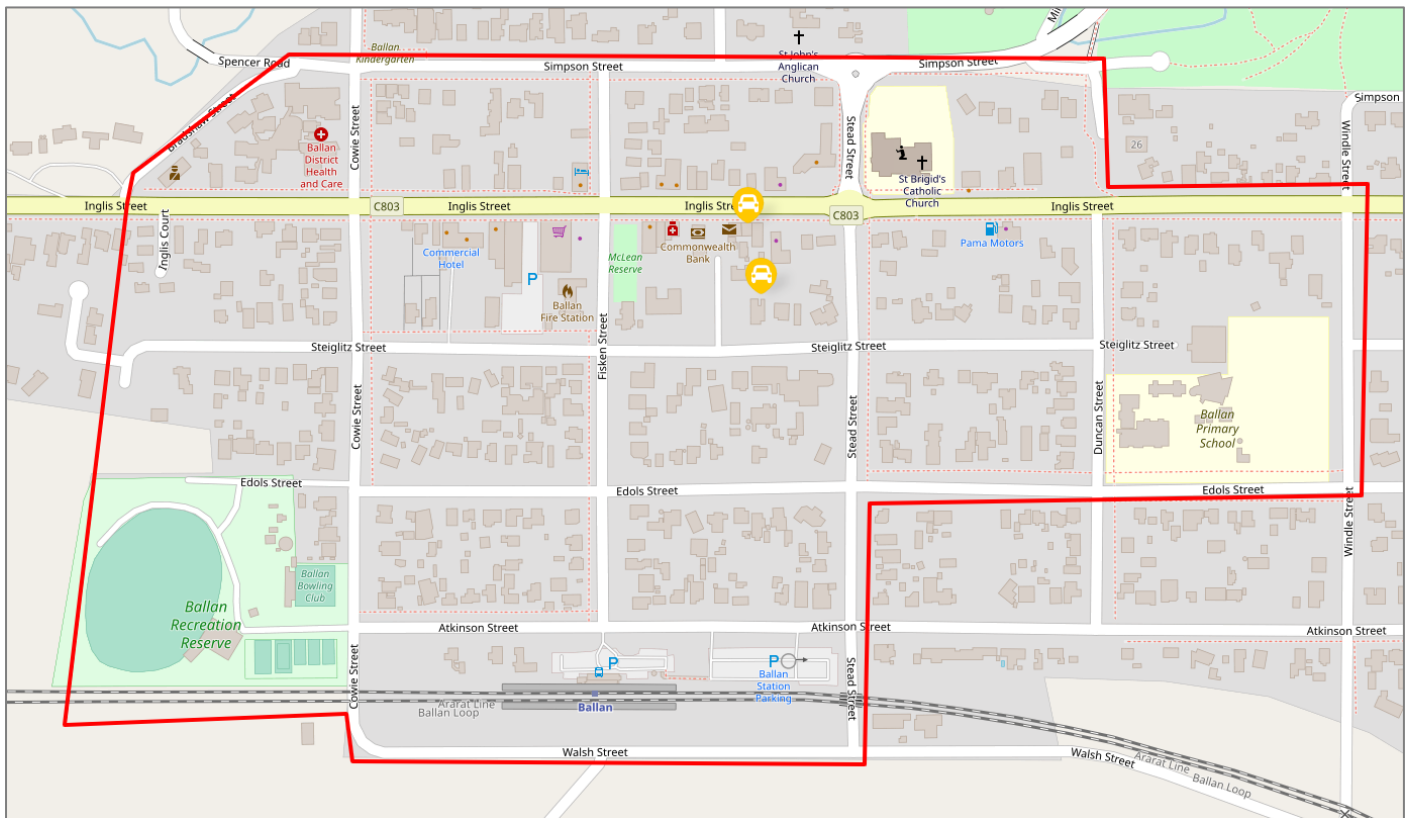 Mi
Spencer Road
Ballan
Kindergarten
Simpson Street
St John's
Anglican
Church
Simpson Street
Simpson
Bradshaw Street
Cowie Street
Ballan
District
Health
and Care
Stead Street
26
Windle Street
St Brigid's
Catholic
Church
Inglis Street
C803
Inglis Street
Inglis Stre
C803
Inglis Street
Inglis Court
Commercial
Hotel
P
McLean
Reserve
Commonwealth
Bank
Pama Motors
Ballan
Fire Station
Fisken Street
Steiglitz Street
Steiglitz Street
Steiglitz Street
Cowie Street
Stead Street
Duncan Street
Ballan
Primary
School
Edols Street
Edols Street
Edols Street
Windle Street
Ballan
Bowling
Club
Ballan
Recreation
Reserve
Atkinson Street
Atkinson Street
Atkinson Street
Cowie Street
P
P
Ballan
Station
Parking
Stead Street
Ararat Line
Ballan Loop
Ballan
Walsh Street
Walsh Street
Ararat Line
Ballan Loop